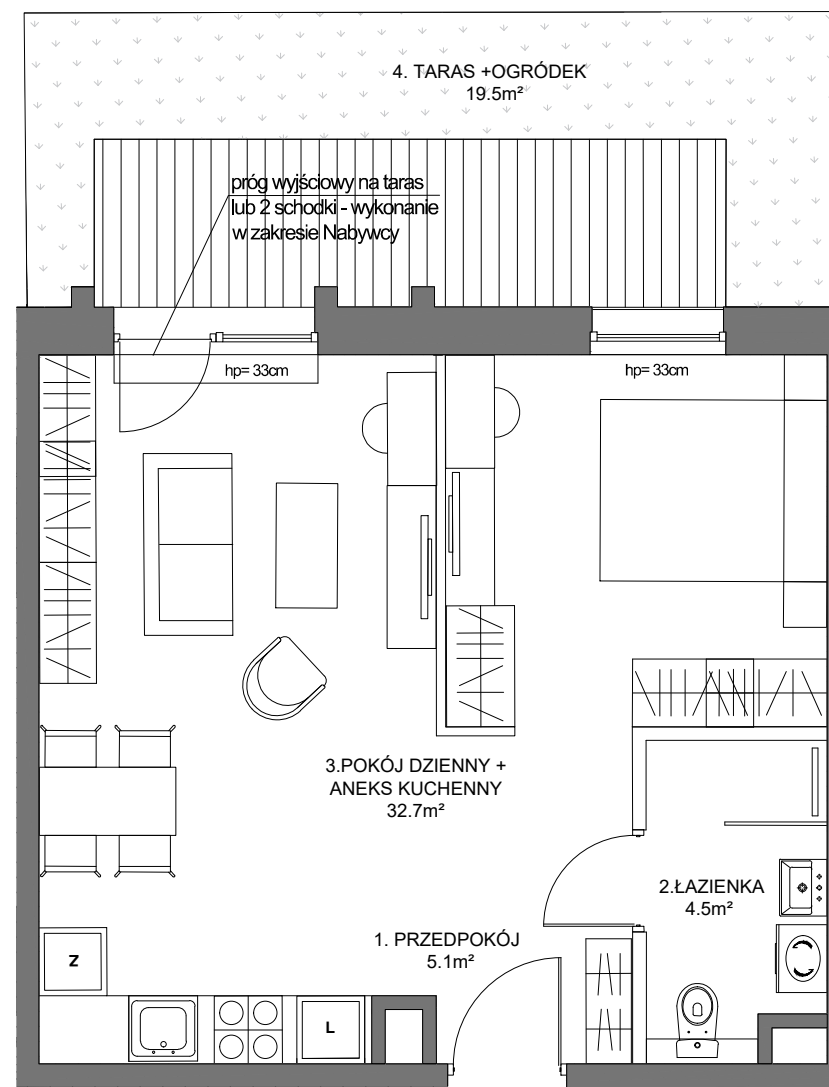 4. TARAS +OGRÓDEK
19.5m²
próg wyjściowy na taras
lub 2 schodki - wykonanie
w zakresie Nabywcy
hp= 33cm
hp= 33cm
3.POKÓJ DZIENNY +
ANEKS KUCHENNY
32.7m²
2.ŁAZIENKA
4.5m²
1. PRZEDPOKÓJ
5.1m²
Z
L